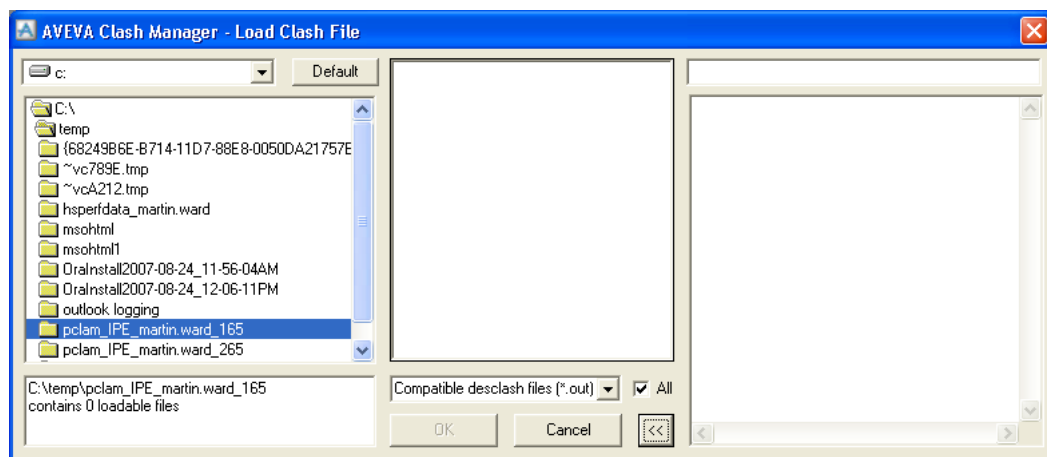 AVEVA Clash Manager - Load Clash File
c:
Default
C:\
temp
{68249B6E-B714-11D7-88E8-0050DA21757E
~vc789E.tmp
~vcA212.tmp
hsperfdata_martin.ward
msohtml
msohtml1
OraInstall2007-08-24_11-56-04AM
OraInstall2007-08-24_12-06-11PM
outlook logging
pclam_IPE_martin.ward_165
pclam_IPE_martin.ward_265
C:\temp\pclam_IPE_martin.ward_165
contains 0 loadable files
Compatible desclash files (*.out)
All
OK
Cancel
<<